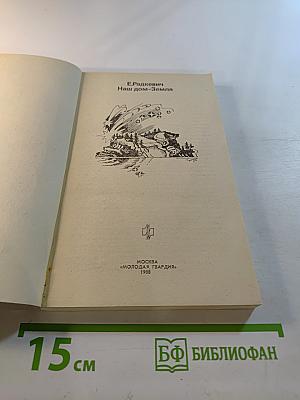 Е.Радкевич
Наш дом-Земля
МОСКВА
«МОЛОДАЯ ГВАРДИЯ»
1988
15 см
БФ БИБЛИОФАН